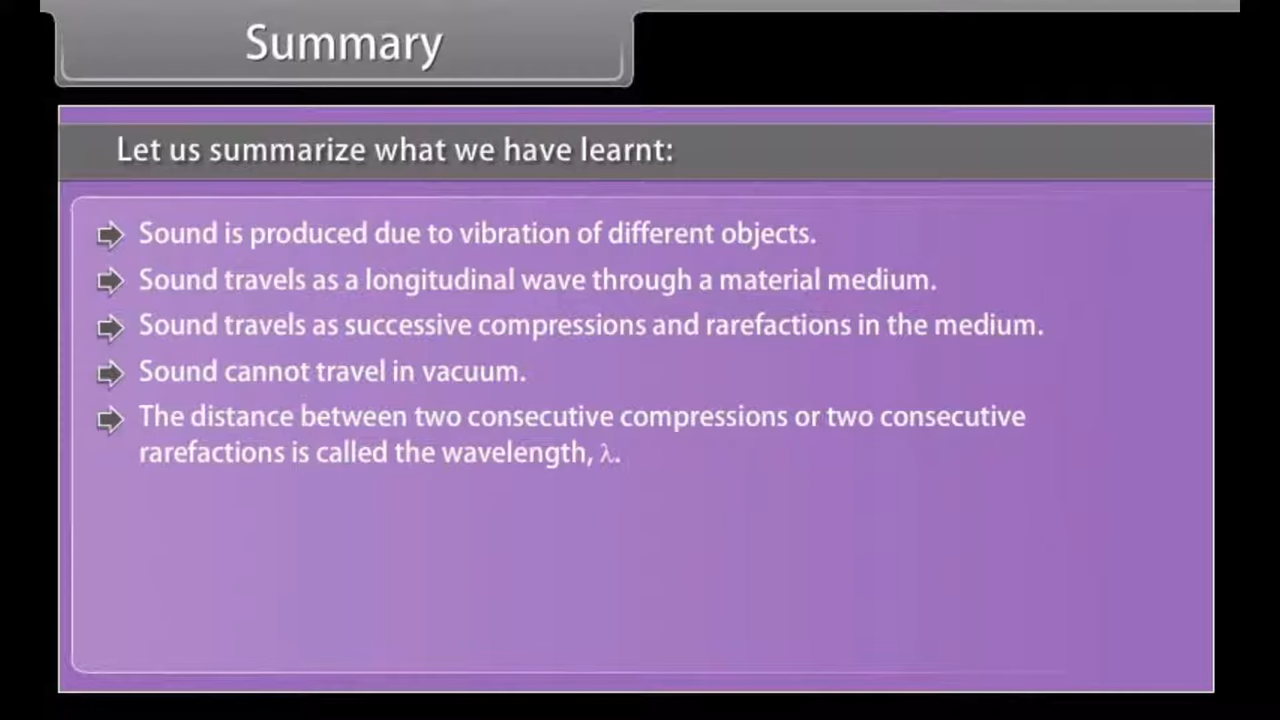 Summary
Let us summarize what we have learnt:
Sound is produced due to vibration of different objects.
Sound travels as a longitudinal wave through a material medium.
Sound travels as successive compressions and rarefactions in the medium.
Sound cannot travel in vacuum.
The distance between two consecutive compressions or two consecutive
rarefactions is called the wavelength, λ.